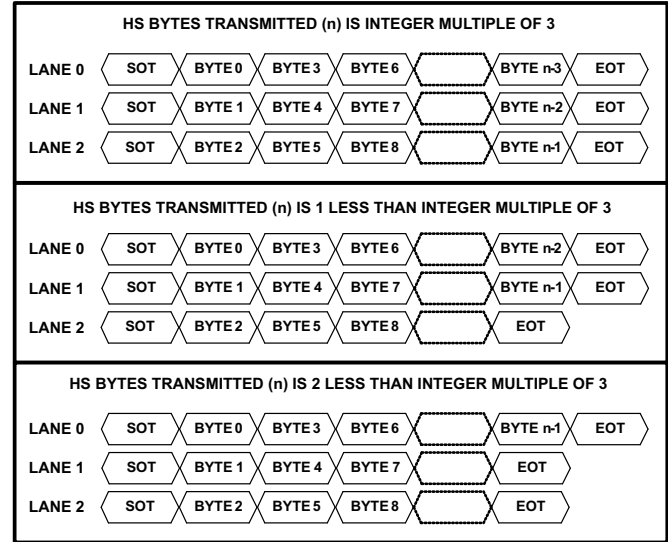 HS BYTES TRANSMITTED (n) IS INTEGER MULTIPLE OF 3
LANE 0 SOT BYTE 0 BYTE 3 BYTE 6 BYTE n-3 EOT
LANE 1 SOT BYTE 1 BYTE 4 BYTE 7 BYTE n-2 EOT
LANE 2 SOT BYTE 2 BYTE 5 BYTE 8 BYTE n-1 EOT
HS BYTES TRANSMITTED (n) IS 1 LESS THAN INTEGER MULTIPLE OF 3
LANE 0 SOT BYTE 0 BYTE 3 BYTE 6 BYTE n-2 EOT
LANE 1 SOT BYTE 1 BYTE 4 BYTE 7 BYTE n-1 EOT
LANE 2 SOT BYTE 2 BYTE 5 BYTE 8 EOT
HS BYTES TRANSMITTED (n) IS 2 LESS THAN INTEGER MULTIPLE OF 3
LANE 0 SOT BYTE 0 BYTE 3 BYTE 6 BYTE n-1 EOT
LANE 1 SOT BYTE 1 BYTE 4 BYTE 7 EOT
LANE 2 SOT BYTE 2 BYTE 5 BYTE 8 EOT